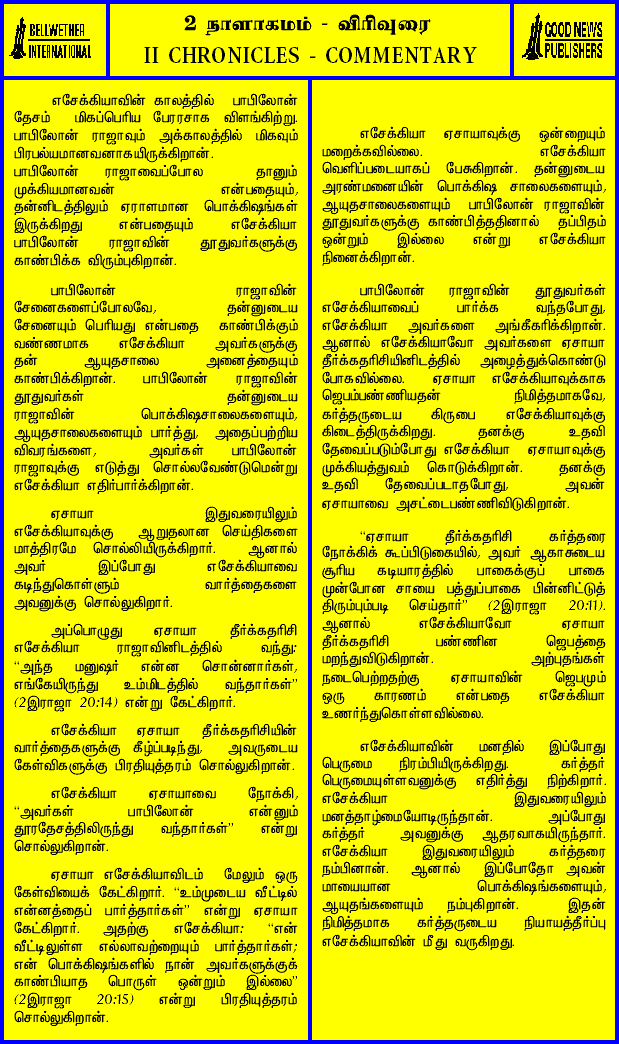 BELLWETHER
INTERNATIONAL
2 நாளாகமம் - விரிவுரை
II CHRONICLES - COMMENTARY
GOOD NEWS
PUBLISHERS
எசேக்கியாவின் காலத்தில் பாபிலோன்
தேசம் மிகப்பெரிய பேரரசாக விளங்கிற்று.
பாபிலோன் ராஜாவும் அக்காலத்தில் மிகவும்
பிரபல்யமானவனாகயிருக்கிறான்.
பாபிலோன் ராஜாவைப்போல தானும்
முக்கியமானவன் என்பதையும்,
தன்னிடத்திலும் ஏராளமான பொக்கிஷங்கள்
இருக்கிறது என்பதையும் எசேக்கியா
பாபிலோன் ராஜாவின் தூதுவர்களுக்கு
காண்பிக்க விரும்புகிறான்.
பாபிலோன் ராஜாவின்
சேனைகளைப்போலவே, தன்னுடைய
சேனையும் பெரியது என்பதை காண்பிக்கும்
வண்ணமாக எசேக்கியா அவர்களுக்கு
தன் ஆயுதசாலை அனைத்தையும்
காண்பிக்கிறான். பாபிலோன் ராஜாவின்
தூதுவர்கள் தன்னுடைய
ராஜாவின் பொக்கிஷசாலைகளையும்,
ஆயுதசாலைகளையும் பார்த்து, அதைப்பற்றிய
விவரங்களை, அவர்கள் பாபிலோன்
ராஜாவுக்கு எடுத்து சொல்லவேண்டுமென்று
எசேக்கியா எதிர்பார்க்கிறான்.
ஏசாயா இதுவரையிலும்
எசேக்கியாவுக்கு ஆறுதலான செய்திகளை
மாத்திரமே சொல்லியிருக்கிறார். ஆனால்
அவர் இப்போது எசேக்கியாவை
கடிந்துகொள்ளும் வார்த்தைகளை
அவனுக்கு சொல்லுகிறார்.
அப்பொழுது ஏசாயா தீர்க்கதரிசி
எசேக்கியா ராஜாவினிடத்தில் வந்து:
“அந்த மனுஷர் என்ன சொன்னார்கள்,
எங்கேயிருந்து உம்மிடத்தில் வந்தார்கள்”
(2இராஜா 20:14) என்று கேட்கிறார்.
எசேக்கியா ஏசாயா தீர்க்கதரிசியின்
வார்த்தைகளுக்கு கீழ்ப்படிந்து, அவருடைய
கேள்விகளுக்கு பிரதியுத்தரம் சொல்லுகிறான்.
எசேக்கியா ஏசாயாவை நோக்கி,
“அவர்கள் பாபிலோன் என்னும்
தூரதேசத்திலிருந்து வந்தார்கள்” என்று
சொல்லுகிறான்.
ஏசாயா எசேக்கியாவிடம் மேலும் ஒரு
கேள்வியைக் கேட்கிறார். “உம்முடைய வீட்டில்
என்னத்தைப் பார்த்தார்கள்” என்று ஏசாயா
கேட்கிறார். அதற்கு எசேக்கியா: “என்
வீட்டிலுள்ள எல்லாவற்றையும் பார்த்தார்கள்;
என் பொக்கிஷங்களில் நான் அவர்களுக்குக்
காண்பியாத பொருள் ஒன்றும் இல்லை”
(2இராஜா 20:15) என்று பிரதியுத்தரம்
சொல்லுகிறான்.
எசேக்கியா ஏசாயாவுக்கு ஒன்றையும்
மறைக்கவில்லை. எசேக்கியா
வெளிப்படையாகப் பேசுகிறான். தன்னுடைய
அரண்மனையின் பொக்கிஷ சாலைகளையும்,
ஆயுதசாலைகளையும் பாபிலோன் ராஜாவின்
தூதுவர்களுக்கு காண்பித்ததினால் தப்பிதம்
ஒன்றும் இல்லை என்று எசேக்கியா
நினைக்கிறான்.
பாபிலோன் ராஜாவின் தூதுவர்கள்
எசேக்கியாவைப் பார்க்க வந்தபோது,
எசேக்கியா அவர்களை அங்கீகரிக்கிறான்.
ஆனால் எசேக்கியாவோ அவர்களை ஏசாயா
தீர்க்கதரிசியினிடத்தில் அழைத்துக்கொண்டு
போகவில்லை. ஏசாயா எசேக்கியாவுக்காக
ஜெபம்பண்ணியதன் நிமித்தமாகவே,
கர்த்தருடைய கிருபை எசேக்கியாவுக்கு
கிடைத்திருக்கிறது. தனக்கு உதவி
தேவைப்படும்போது எசேக்கியா ஏசாயாவுக்கு
முக்கியத்துவம் கொடுக்கிறான். தனக்கு
உதவி தேவைப்படாதபோது, அவன்
ஏசாயாவை அசட்டைபண்ணிவிடுகிறான்.
“ஏசாயா தீர்க்கதரிசி கர்த்தரை
நோக்கிக் கூப்பிடுகையில், அவர் ஆகாசுடைய
சூரிய கடியாரத்தில் பாகைக்குப் பாகை
முன்போன சாயை பத்துப்பாகை பின்னிட்டுத்
திரும்பும்படி செய்தார்” (2இராஜா 20:11).
ஆனால் எசேக்கியாவோ ஏசாயா
தீர்க்கதரிசி பண்ணின ஜெபத்தை
மறந்துவிடுகிறான். அற்புதங்கள்
நடைபெற்றதற்கு ஏசாயாவின் ஜெபமும்
ஒரு காரணம் என்பதை எசேக்கியா
உணர்ந்துகொள்ளவில்லை.
எசேக்கியாவின் மனதில் இப்போது
பெருமை நிரம்பியிருக்கிறது. கர்த்தர்
பெருமையுள்ளவனுக்கு எதிர்த்து நிற்கிறார்.
எசேக்கியா இதுவரையிலும்
மனத்தாழ்மையோடிருந்தான். அப்போது
கர்த்தர் அவனுக்கு ஆதரவாகயிருந்தார்.
எசேக்கியா இதுவரையிலும் கர்த்தரை
நம்பினான். ஆனால் இப்போதோ அவன்
மாயையான பொக்கிஷங்களையும்,
ஆயுதங்களையும் நம்புகிறான். இதன்
நிமித்தமாக கர்த்தருடைய நியாயத்தீர்ப்பு
எசேக்கியாவின் மீது வருகிறது.